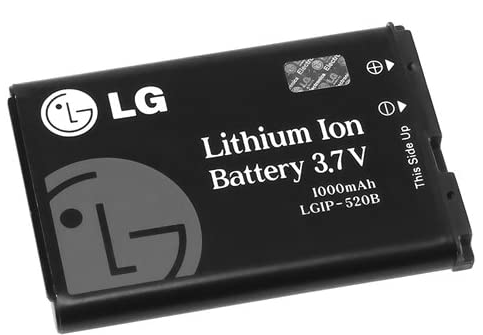 LG
Lithium Ion
Battery 3.7V
1000mAh
LGIP-520B
This Side Up